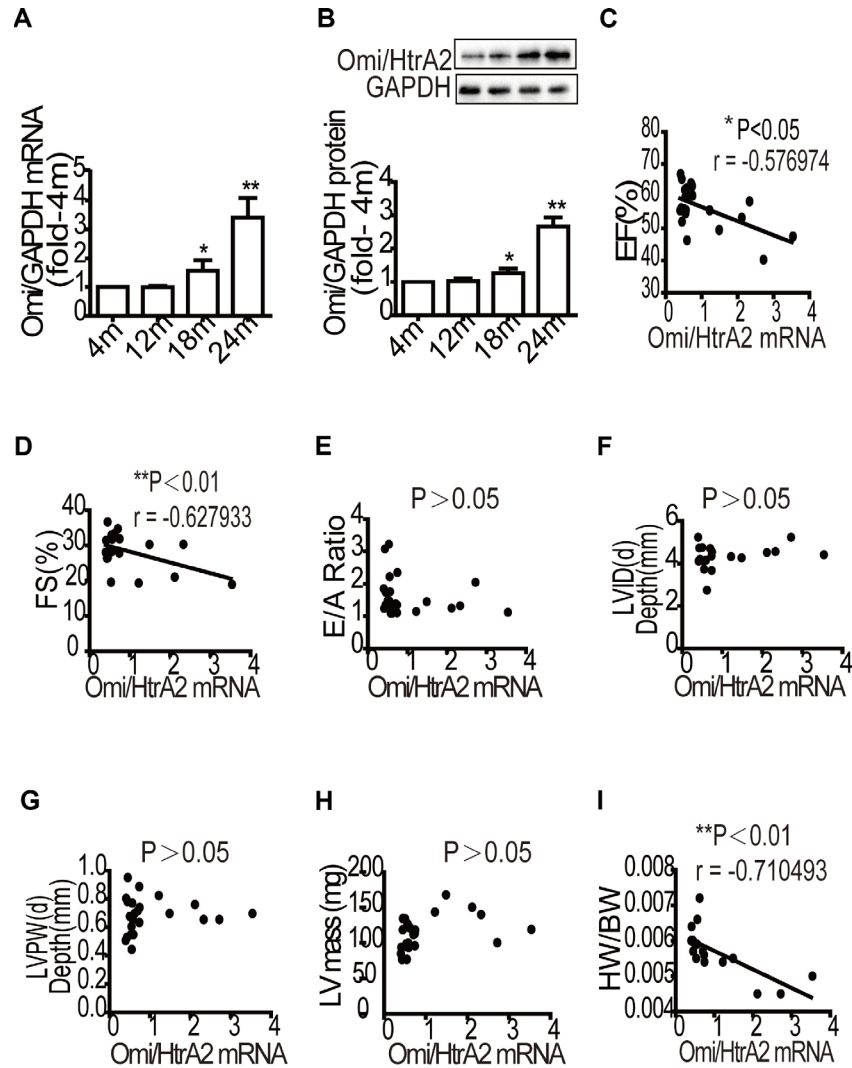 A
Omi/GAPDH mRNA
(fold-4m)
5
4
3
2
1
0
*
**
4m
12m
18m
24m
B
Omi/HtrA2
GAPDH
Omi/GAPDH protein
(fold- 4m)
4
3
2
1
0
*
**
4m
12m
18m
24m
C
*P<0.05
r = -0.576974
EF(%)
80
70
60
50
40
30
0 1 2 3 4
Omi/HtrA2 mRNA
D
**P<0.01
r = -0.627933
FS(%)
40
30
20
10
0
0 1 2 3 4
Omi/HtrA2 mRNA
E
P>0.05
E/A Ratio
4
3
2
1
0
0 1 2 3 4
Omi/HtrA2 mRNA
F
P>0.05
LVID(d)
Depth(mm)
6
4
2
0
0 1 2 3 4
Omi/HtrA2 mRNA
G
P>0.05
LVPW(d)
Depth(mm)
1.0
0.8
0.6
0.4
0.2
0.0
0 1 2 3 4
Omi/HtrA2 mRNA
H
P>0.05
LV mass (mg)
200
150
100
50
0
0 1 2 3 4
Omi/HtrA2 mRNA
I
**P<0.01
r = -0.710493
HW/BW
0.008
0.007
0.006
0.005
0.004
0 1 2 3 4
Omi/HtrA2 mRNA